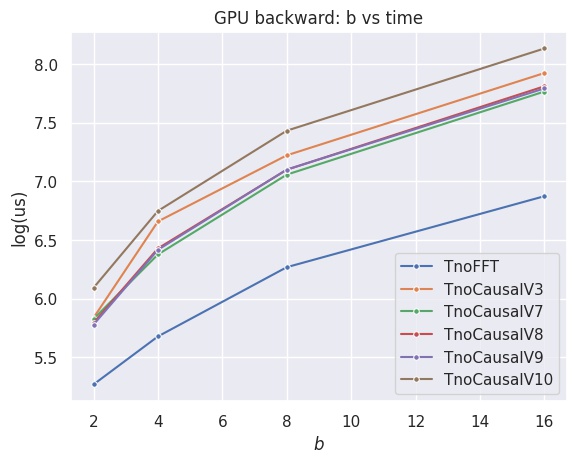 GPU backward: b vs time
log(us)
8.0
7.5
7.0
6.5
6.0
5.5
2 4 6 8 10 12 14 16
b
TnoFFT
TnoCausalV3
TnoCausalV7
TnoCausalV8
TnoCausalV9
TnoCausalV10